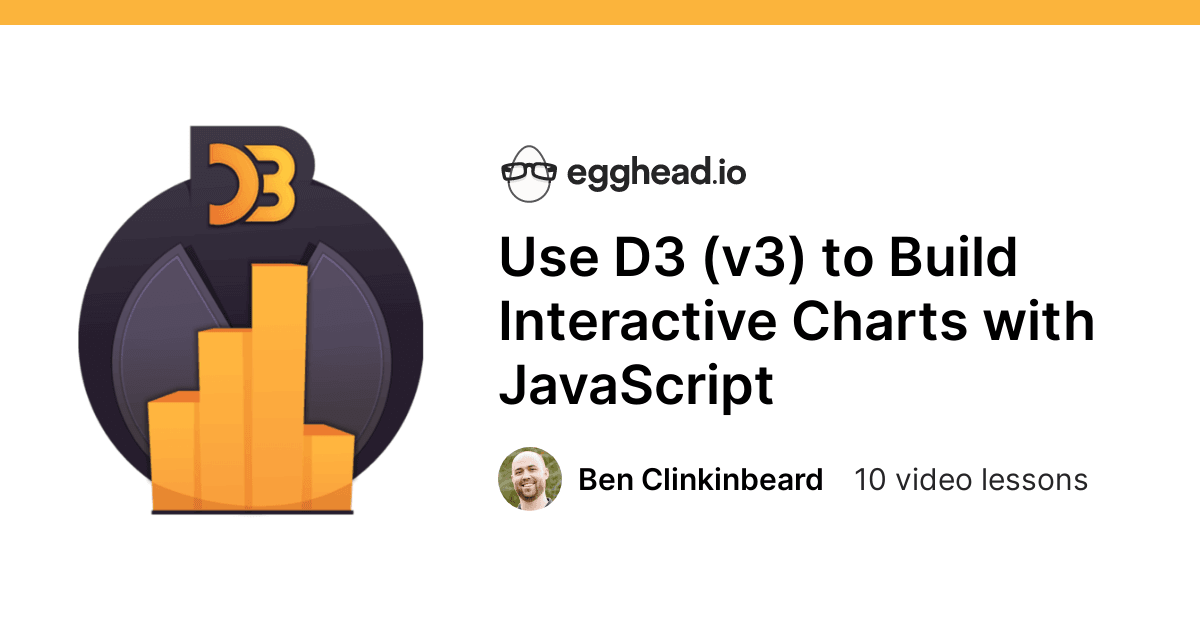 D3
egghead.io
Use D3 (v3) to Build
Interactive Charts with
JavaScript
Ben Clinkinbeard 10 video lessons